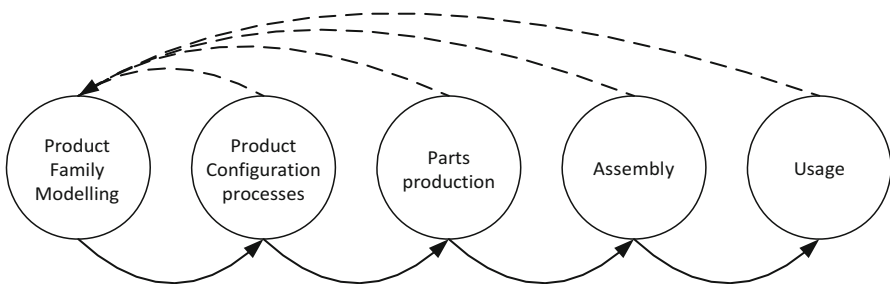 Product
Family
Modelling
Product
Configuration
processes
Parts
production
Assembly
Usage